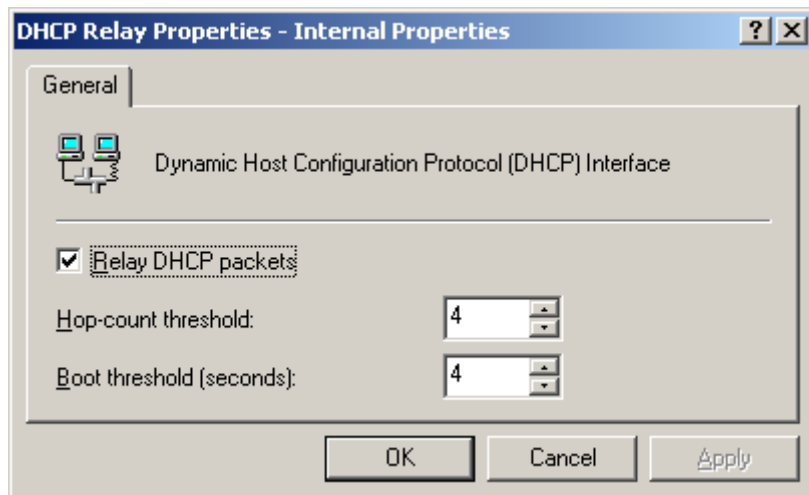 DHCP Relay Properties - Internal Properties
General
Dynamic Host Configuration Protocol (DHCP) Interface
Relay DHCP packets
Hop-count threshold: 4
Boot threshold (seconds): 4
OK Cancel Apply